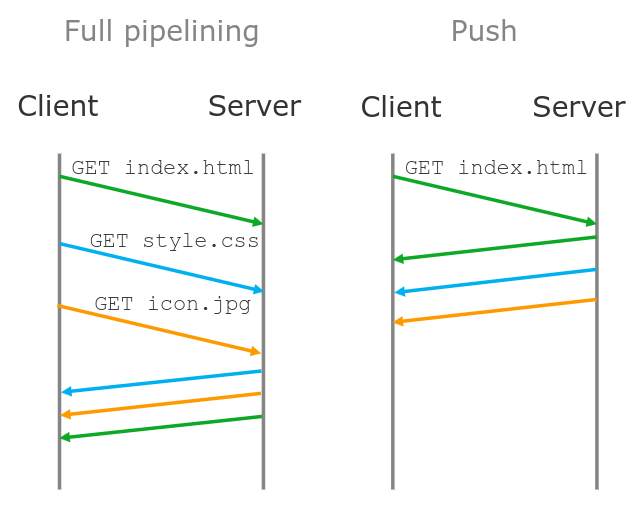 Full pipelining
Push
Client
Server
Client
Server
GET index.html
GET index.html
GET style.css
GET icon.jpg